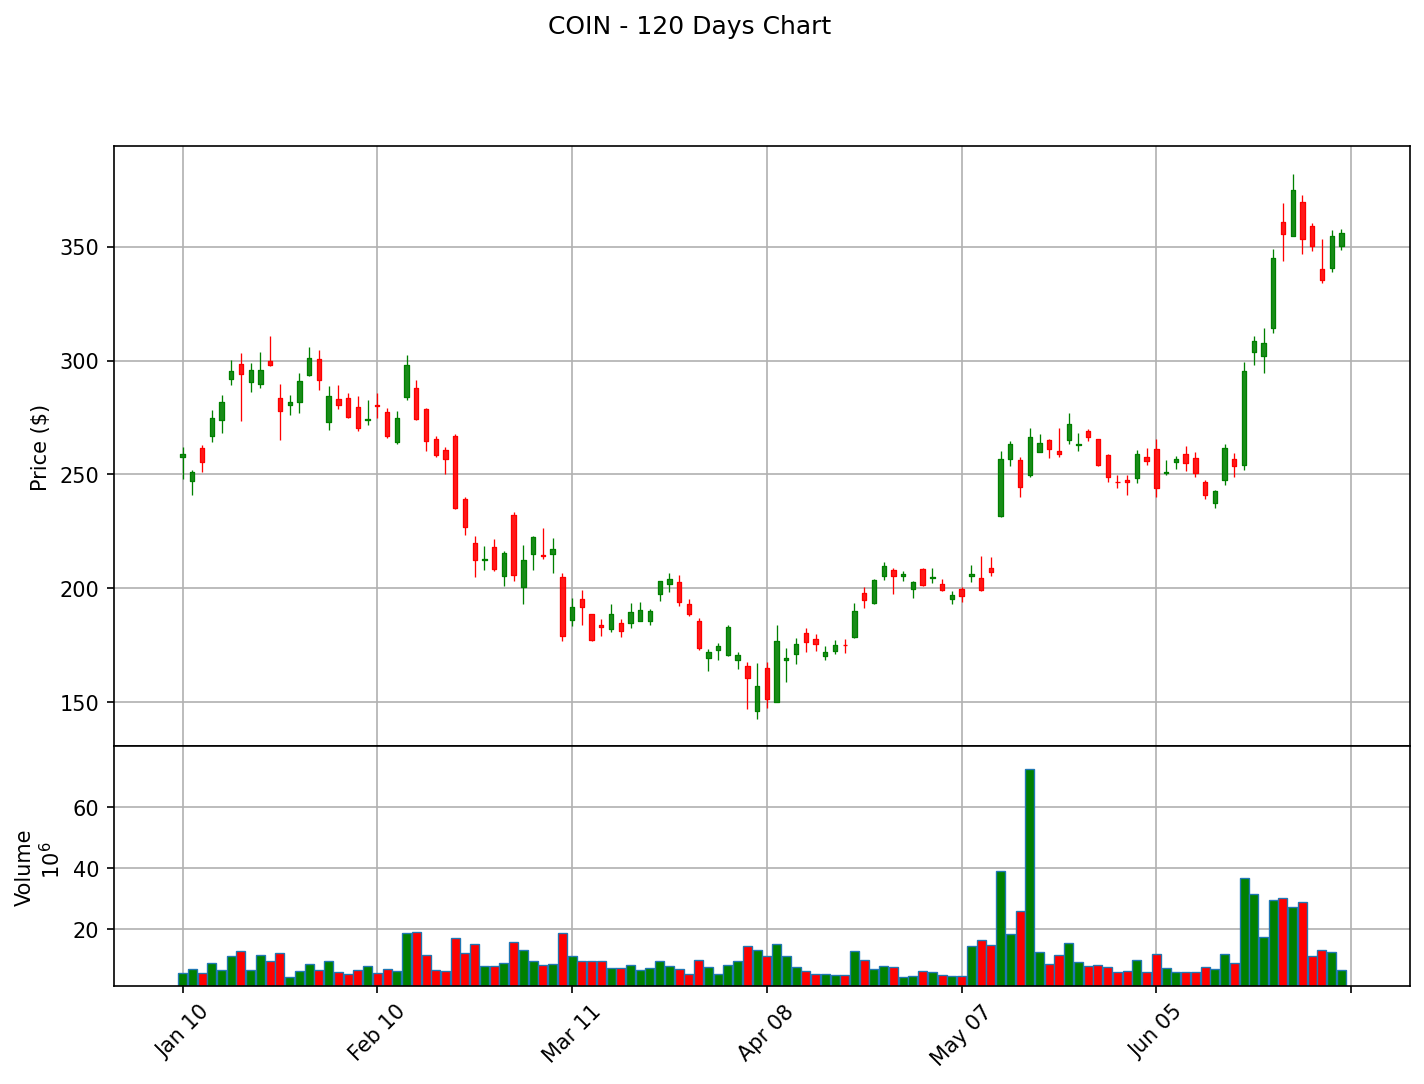 COIN - 120 Days Chart
Price ($)
350
300
250
200
150
Volume
10^6
60
40
20
Jan 10
Feb 10
Mar 11
Apr 08
May 07
Jun 05